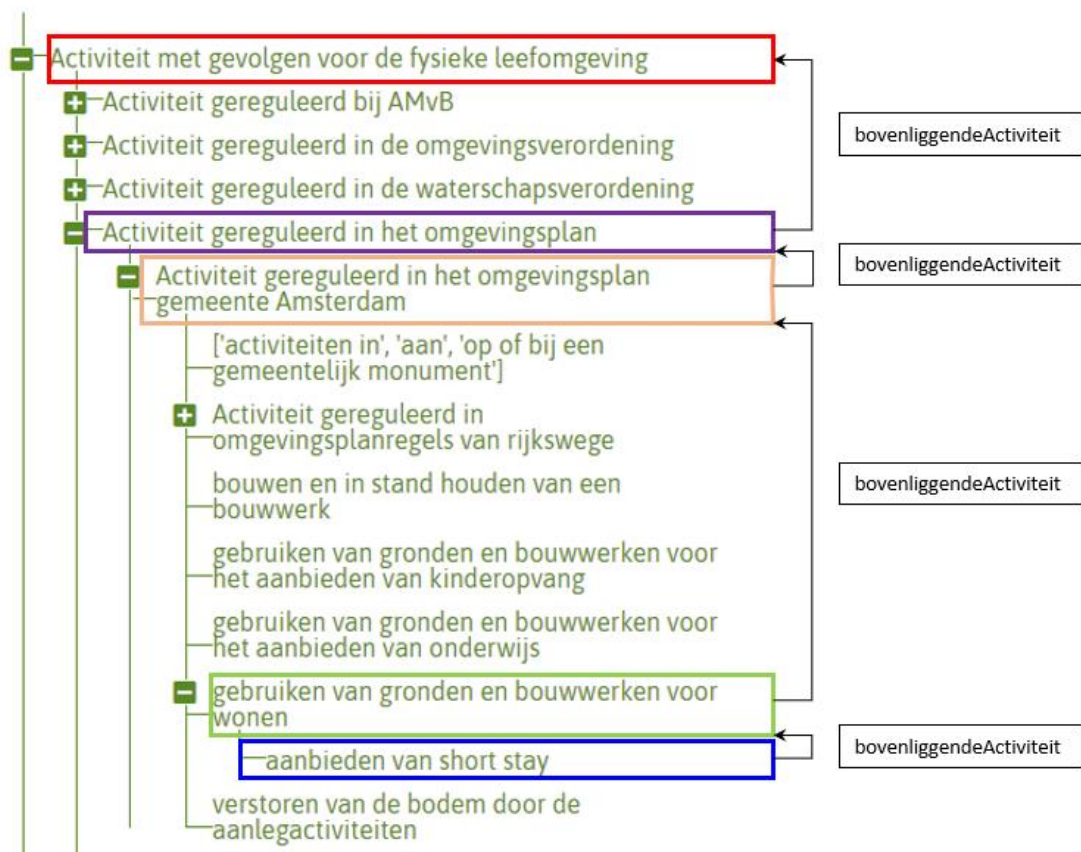 Activiteit met gevolgen voor de fysieke leefomgeving
Activiteit gereguleerd bij AMvB
bovenliggendeActiviteit
Activiteit gereguleerd in de omgevingsverordening
Activiteit gereguleerd in de waterschapsverordening
Activiteit gereguleerd in het omgevingsplan
bovenliggendeActiviteit
Activiteit gereguleerd in het omgevingsplan
gemeente Amsterdam
['activiteiten in', 'aan', 'op of bij een
gemeentelijk monument']
Activiteit gereguleerd in
omgevingsplanregels van rijkswege
bovenliggendeActiviteit
bouwen en in stand houden van een
bouwwerk
gebruiken van gronden en bouwwerken voor
het aanbieden van kinderopvang
gebruiken van gronden en bouwwerken voor
het aanbieden van onderwijs
gebruiken van gronden en bouwwerken voor
wonen
bovenliggendeActiviteit
aanbieden van short stay
verstoren van de bodem door de
aanlegactiviteiten